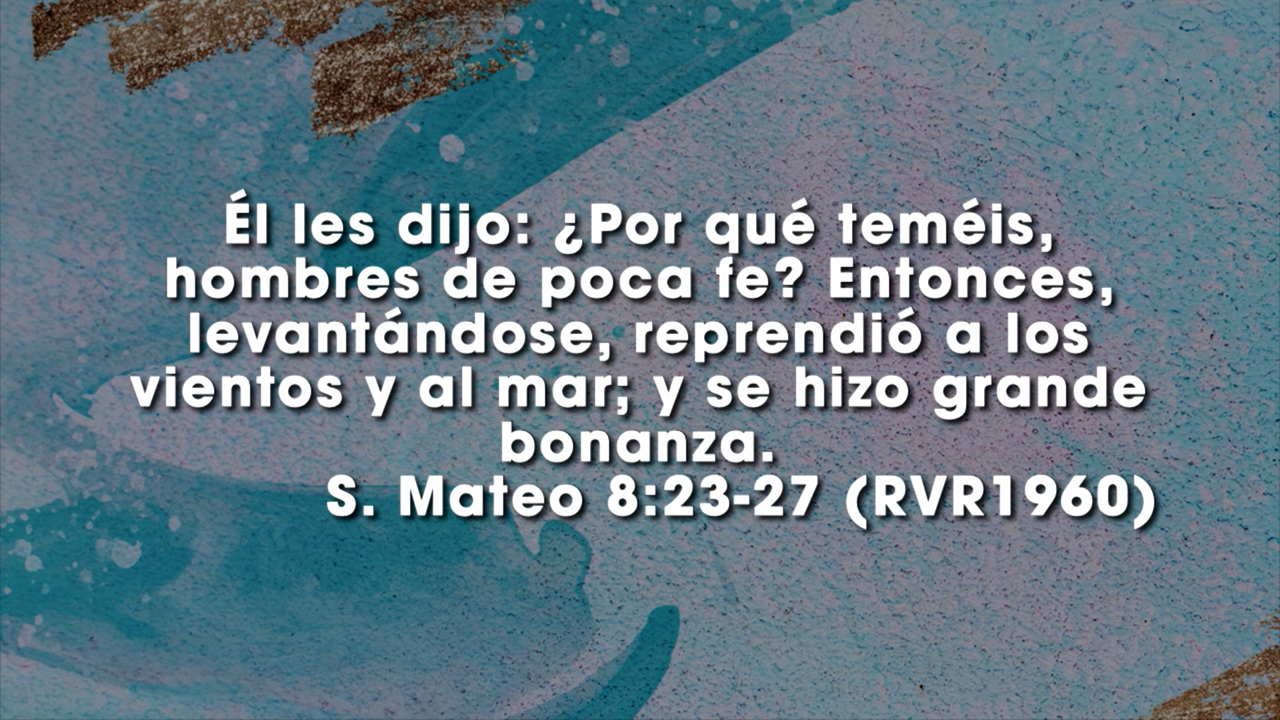 Él les dijo: ¿Por qué teméis,
hombres de poca fe? Entonces,
levantándose, reprendió a los
vientos y al mar; y se hizo grande
bonanza.
S. Mateo 8:23-27 (RVR1960)